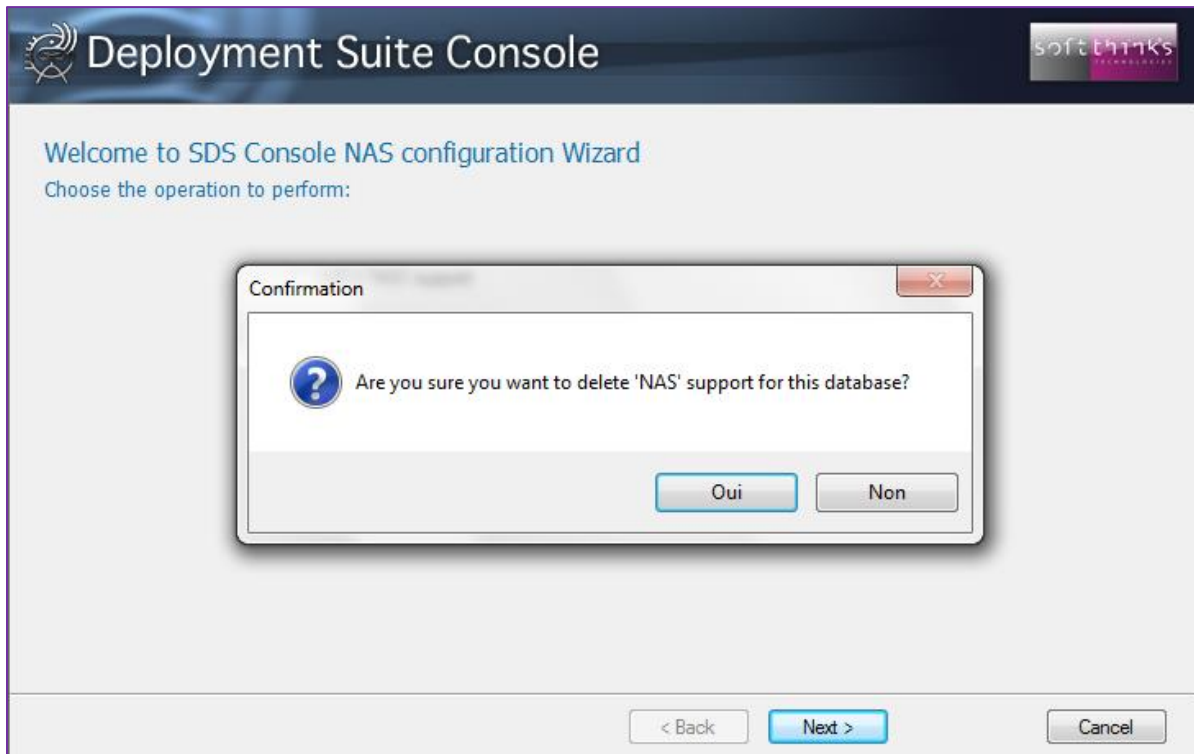 Deployment Suite Console
softthinks
TECHNOLOGIES
Welcome to SDS Console NAS configuration Wizard
Choose the operation to perform:
Confirmation
Are you sure you want to delete 'NAS' support for this database?
Oui
Non
< Back
Next >
Cancel